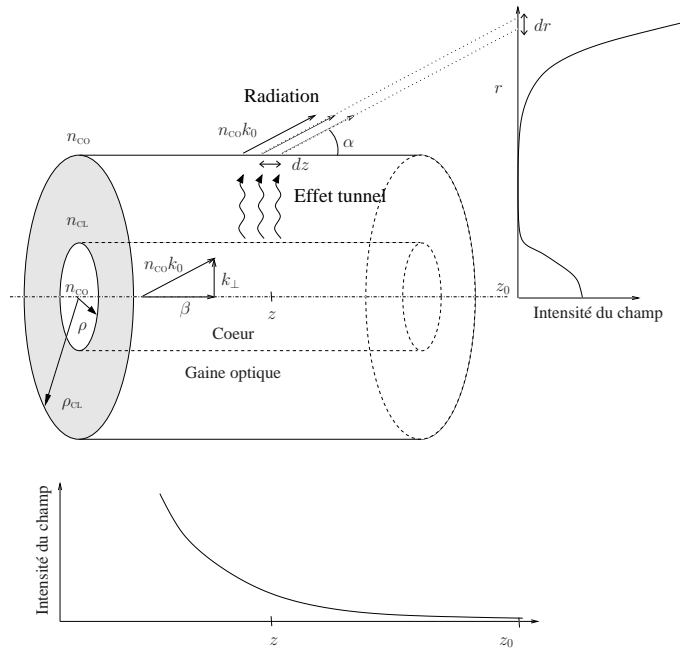 dr
r
Radiation
n_CO
n_CO k_0
α
dz
Effet tunnel
n_CL
n_CO k_0
n_CO
k_⊥
z_0
β
z
ρ
Intensité du champ
Coeur
Gaine optique
ρ_CL
Intensité du champ
z
z_0